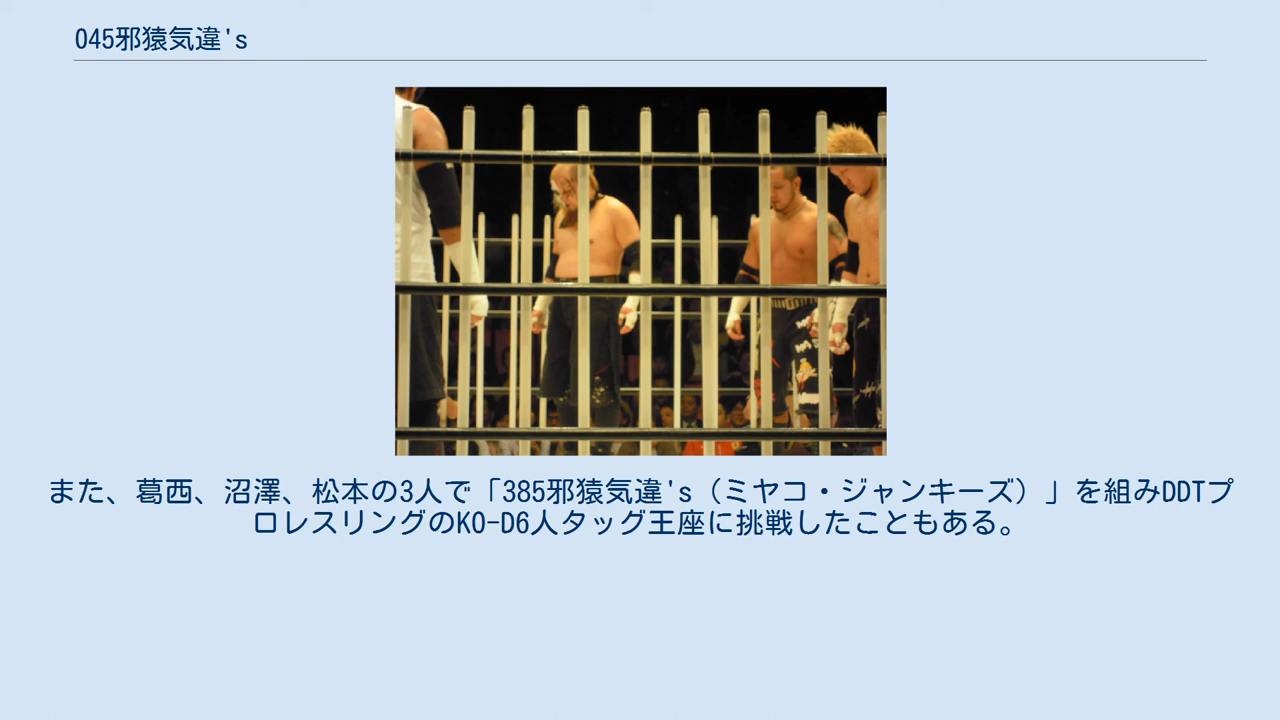 045邪猿気違's
また、葛西、沼澤、松本の3人で「385邪猿気違's（ミヤコ・ジャンキーズ）」を組みDDTプ
ロレスリングのKO-D6人タッグ王座に挑戦したこともある。